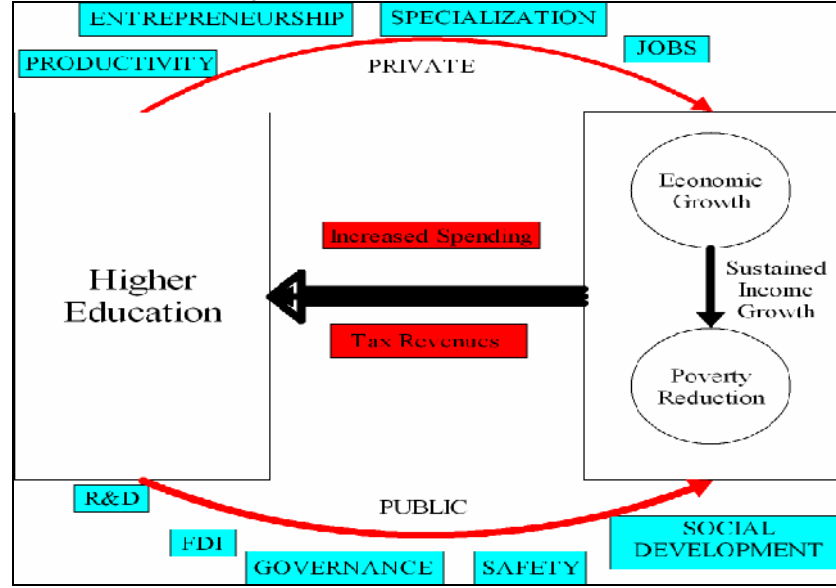 ENTREPRENEURSHIP
SPECIALIZATION
JOBS
PRODUCTIVITY
PRIVATE
Economic
Growth
Increased Spending
Sustained
Income
Growth
Higher
Education
Tax Revenues
Poverty
Reduction
R&D
PUBLIC
FDI
GOVERNANCE
SAFETY
SOCIAL
DEVELOPMENT